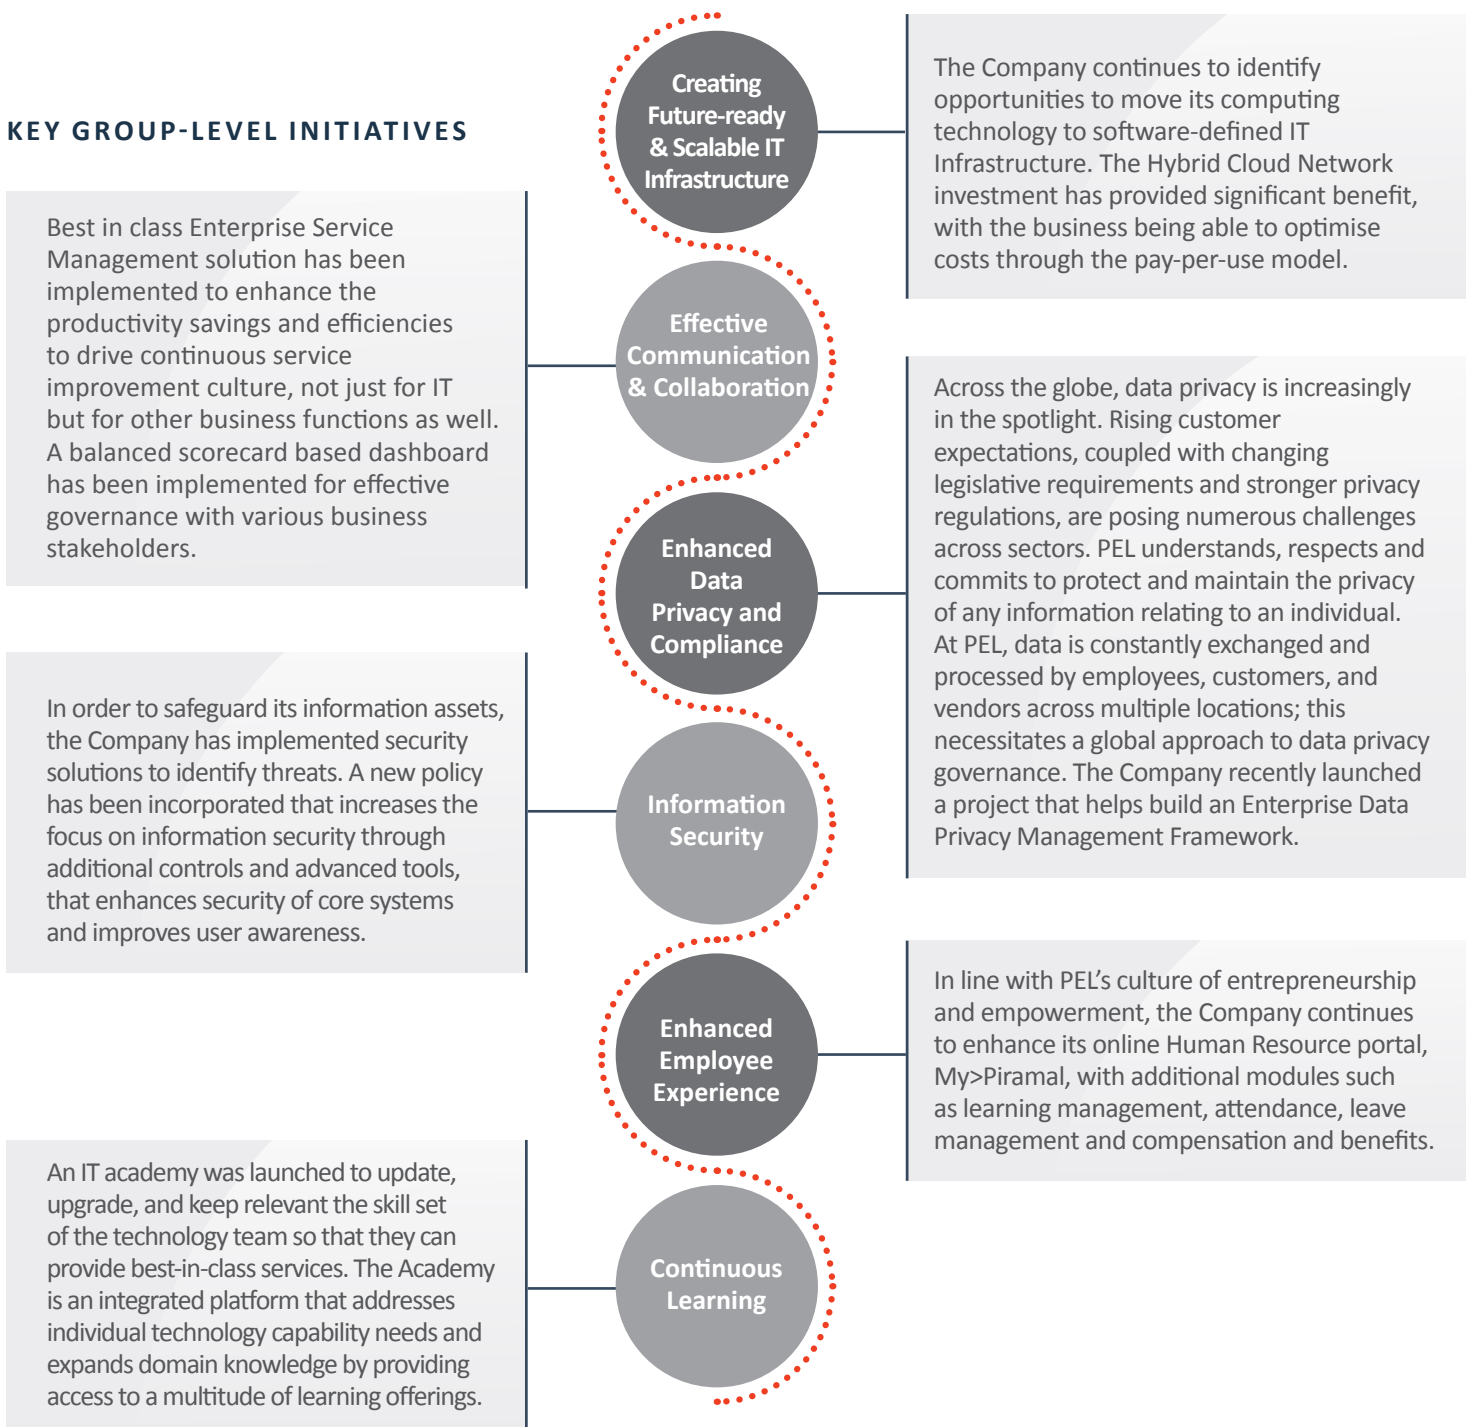 KEY GROUP-LEVEL INITIATIVES
Creating
Future-ready
& Scalable IT
Infrastructure
The Company continues to identify
opportunities to move its computing
technology to software-defined IT
Infrastructure. The Hybrid Cloud Network
investment has provided significant benefit,
with the business being able to optimise
costs through the pay-per-use model.
Best in class Enterprise Service
Management solution has been
implemented to enhance the
productivity savings and efficiencies
to drive continuous service
improvement culture, not just for IT
but for other business functions as well.
A balanced scorecard based dashboard
has been implemented for effective
governance with various business
stakeholders.
Effective
Communication
& Collaboration
Enhanced
Data
Privacy and
Compliance
Across the globe, data privacy is increasingly
in the spotlight. Rising customer
expectations, coupled with changing
legislative requirements and stronger privacy
regulations, are posing numerous challenges
across sectors. PEL understands, respects and
commits to protect and maintain the privacy
of any information relating to an individual.
At PEL, data is constantly exchanged and
processed by employees, customers, and
vendors across multiple locations; this
necessitates a global approach to data privacy
governance. The Company recently launched
a project that helps build an Enterprise Data
Privacy Management Framework.
In order to safeguard its information assets,
the Company has implemented security
solutions to identify threats. A new policy
has been incorporated that increases the
focus on information security through
additional controls and advanced tools,
that enhances security of core systems
and improves user awareness.
Information
Security
Enhanced
Employee
Experience
In line with PEL’s culture of entrepreneurship
and empowerment, the Company continues
to enhance its online Human Resource portal,
My>Piramal, with additional modules such
as learning management, attendance, leave
management and compensation and benefits.
An IT academy was launched to update,
upgrade, and keep relevant the skill set
of the technology team so that they can
provide best-in-class services. The Academy
is an integrated platform that addresses
individual technology capability needs and
expands domain knowledge by providing
access to a multitude of learning offerings.
Continuous
Learning